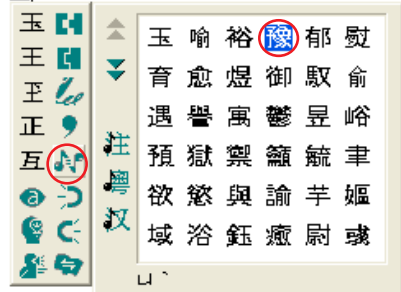 玉
王
正
互
a
注
粵
汉
玉 喻 裕 豫 郁 熨
育 愈 煜 御 馭 俞
遇 譽 寓 鬱 昱 峪
預 獄 禦 籲 毓 聿
欲 慾 與 諭 芋 嫗
域 浴 鈺 癒 尉 彧
ㄩˋ